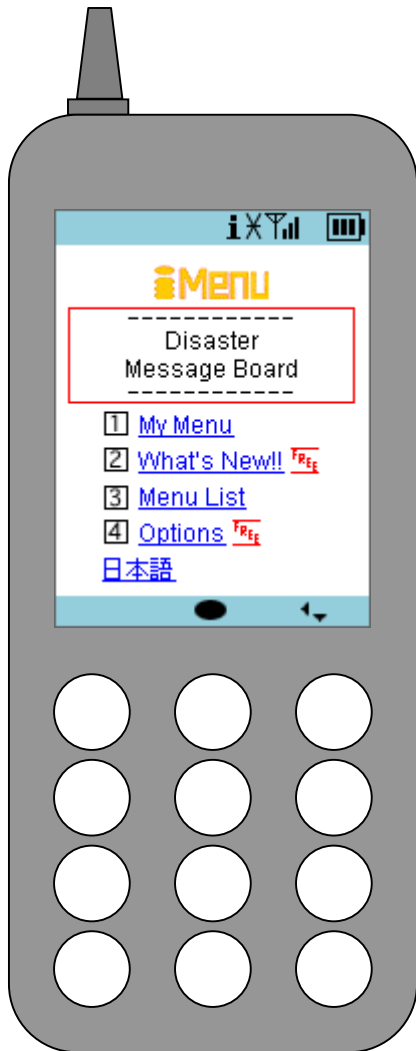 iMenu
------------
Disaster
Message Board
------------
1 My Menu
2 What's New!! FREE
3 Menu List
4 Options FREE
日本語